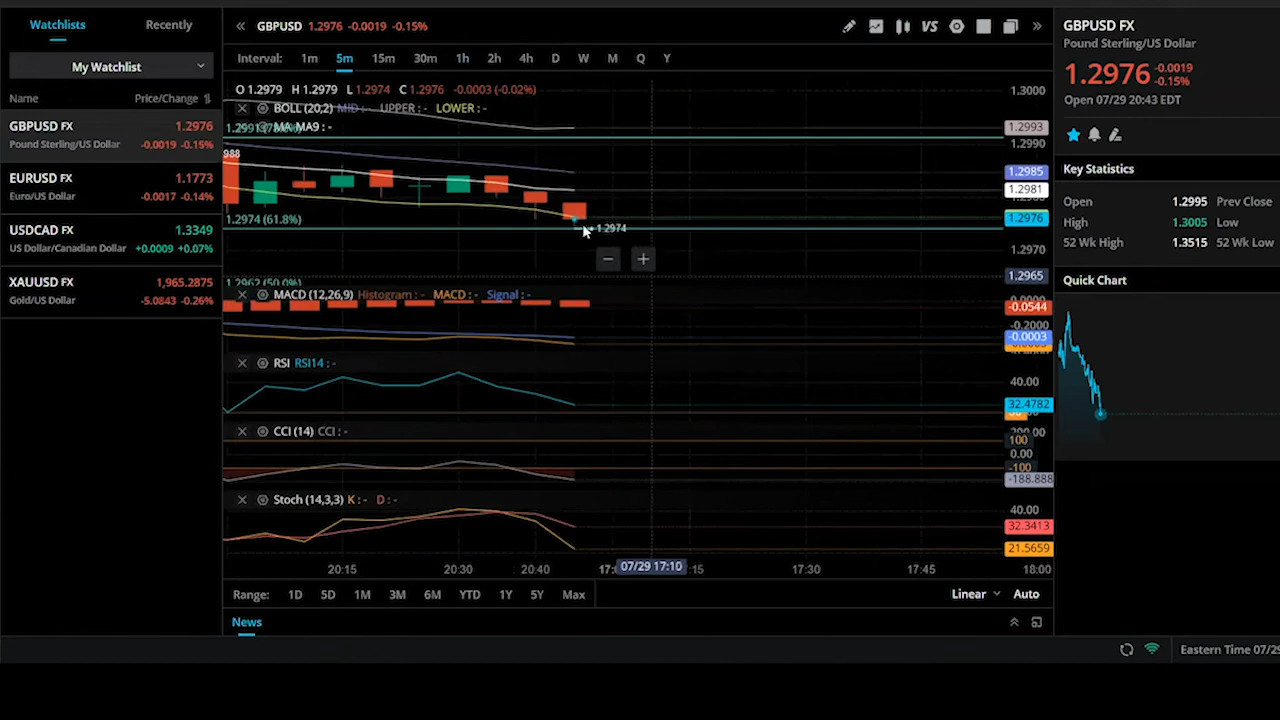 Watchlists Recently
My Watchlist
Name Price/Change
GBPUSD FX 1.2976
Pound Sterling/US Dollar -0.0019 -0.15%
EURUSD FX 1.1773
Euro/US Dollar -0.0017 -0.14%
USDCAD FX 1.3349
US Dollar/Canadian Dollar +0.0009 +0.07%
XAUUSD FX 1,965.2875
Gold/US Dollar -5.0843 -0.26%
GBPUSD 1.2976 -0.0019 -0.15% VS
Interval: 1m 5m 15m 30m 1h 2h 4h D W M Q Y
O 1.2979 H 1.2979 L 1.2974 C 1.2976 -0.0003 (-0.02%)
BOLL (20,2) MID : - UPPER : - LOWER : -
MA MA9 : -
988
1.2974 (61.8%)
1.2974
1.2962 (50.0%)
MACD (12,26,9) Histogram : - MACD : - Signal : -
RSI RSI14 : -
CCI (14) CCI : -
Stoch (14,3,3) K : - D : -
1.3000
1.2993
1.2990
1.2985
1.2981
1.2976
1.2970
1.2965
-0.0544
-0.2000
-0.0003
40.00
32.4782
100
0.00
-100
-188.888
40.00
32.3413
21.5659
20:15 20:30 20:40 07/29 17:10 17:30 17:45 18:00
Range: 1D 5D 1M 3M 6M YTD 1Y 5Y Max Linear Auto
News
GBPUSD FX
Pound Sterling/US Dollar
1.2976 -0.0019
-0.15%
Open 07/29 20:43 EDT
Key Statistics
Open 1.2995 Prev Close
High 1.3005 Low
52 Wk High 1.3515 52 Wk Low
Quick Chart
Eastern Time 07/29